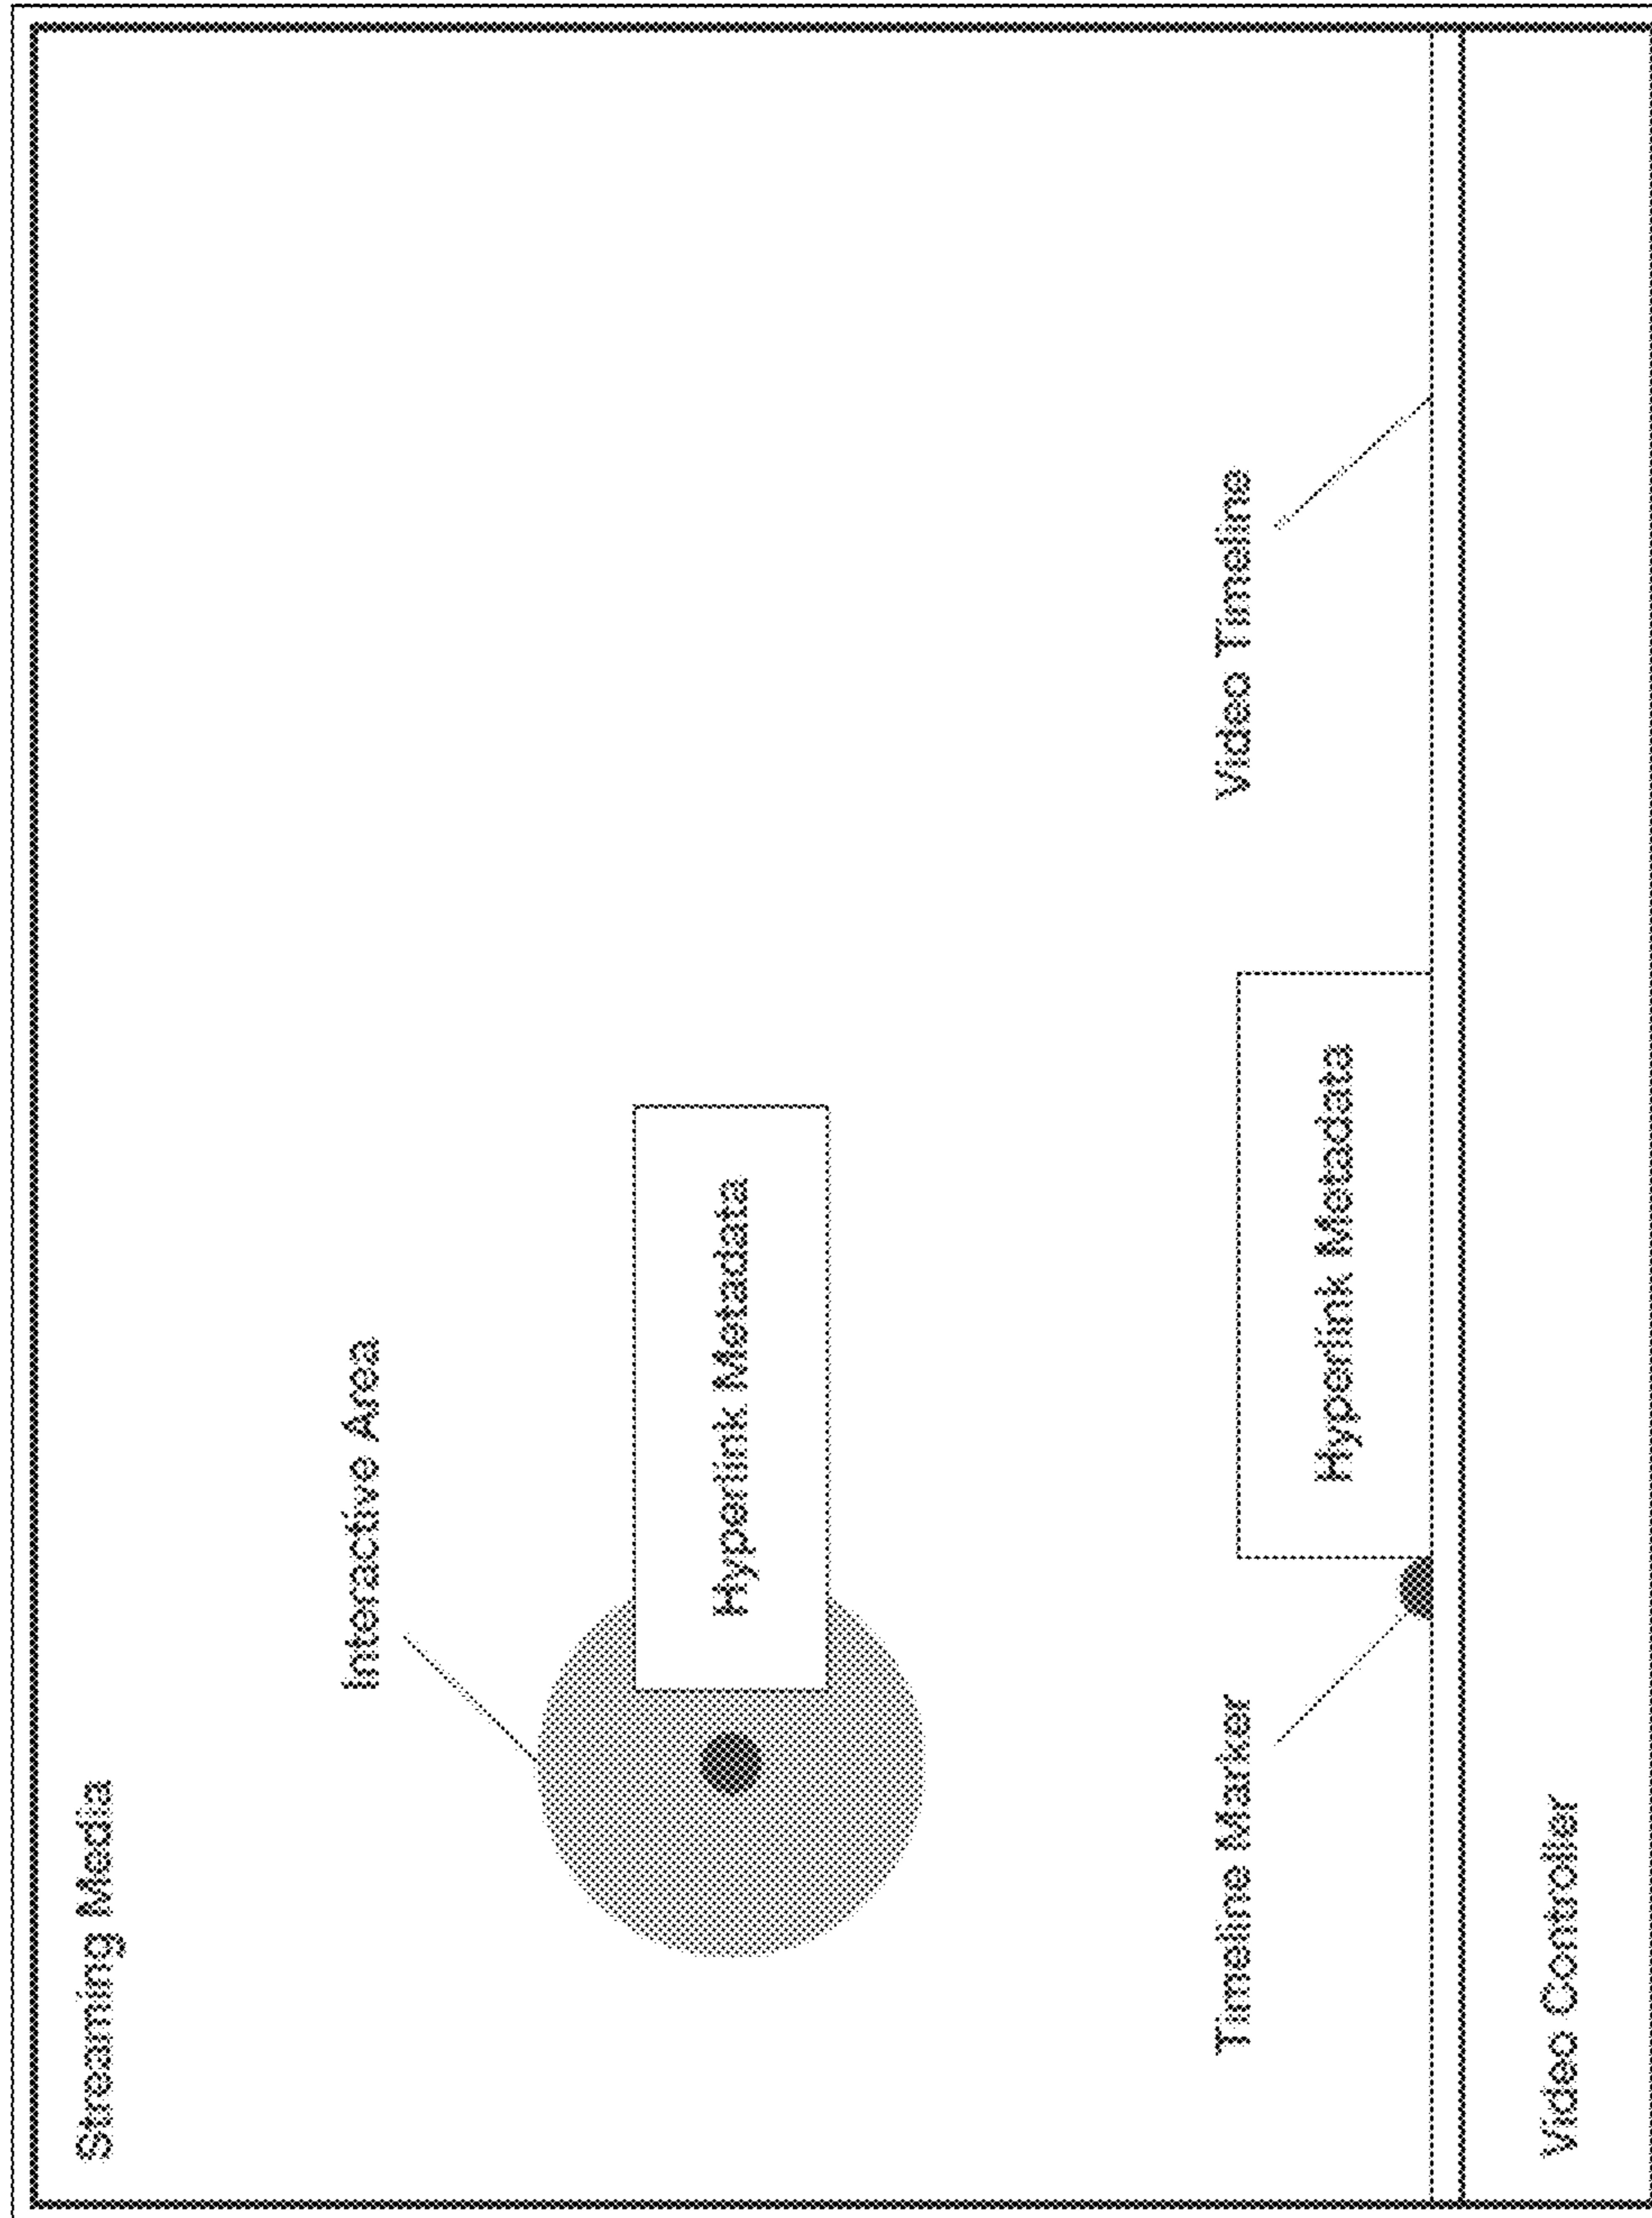 Streaming Media
Interactive Area
Hyperlink Metadata
Timeline Marker
Video Timeline
Hyperlink Metadata
Video Controller